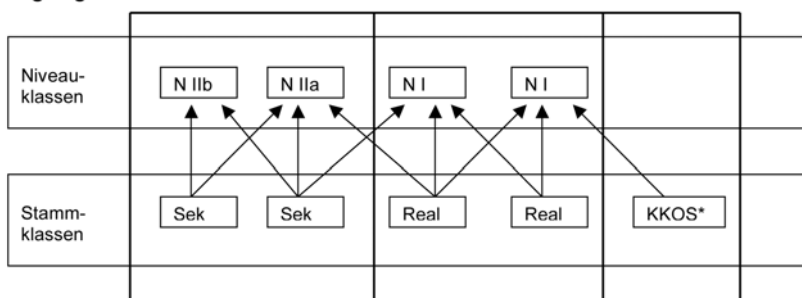 Niveau-
klassen
N IIb
N IIa
N I
N I
Stamm-
klassen
Sek
Sek
Real
Real
KKOS*